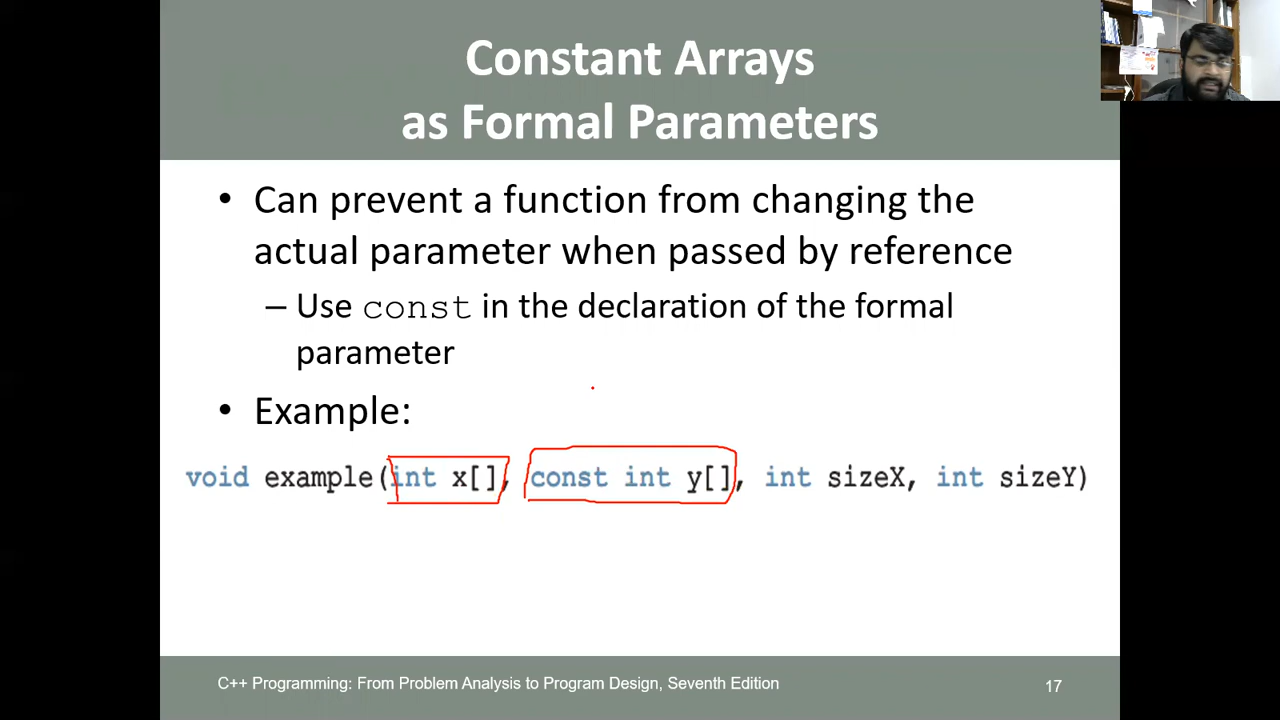 Constant Arrays
as Formal Parameters
• Can prevent a function from changing the
actual parameter when passed by reference
– Use const in the declaration of the formal
parameter
• Example:
void example(int x[], const int y[], int sizeX, int sizeY)
C++ Programming: From Problem Analysis to Program Design, Seventh Edition
17